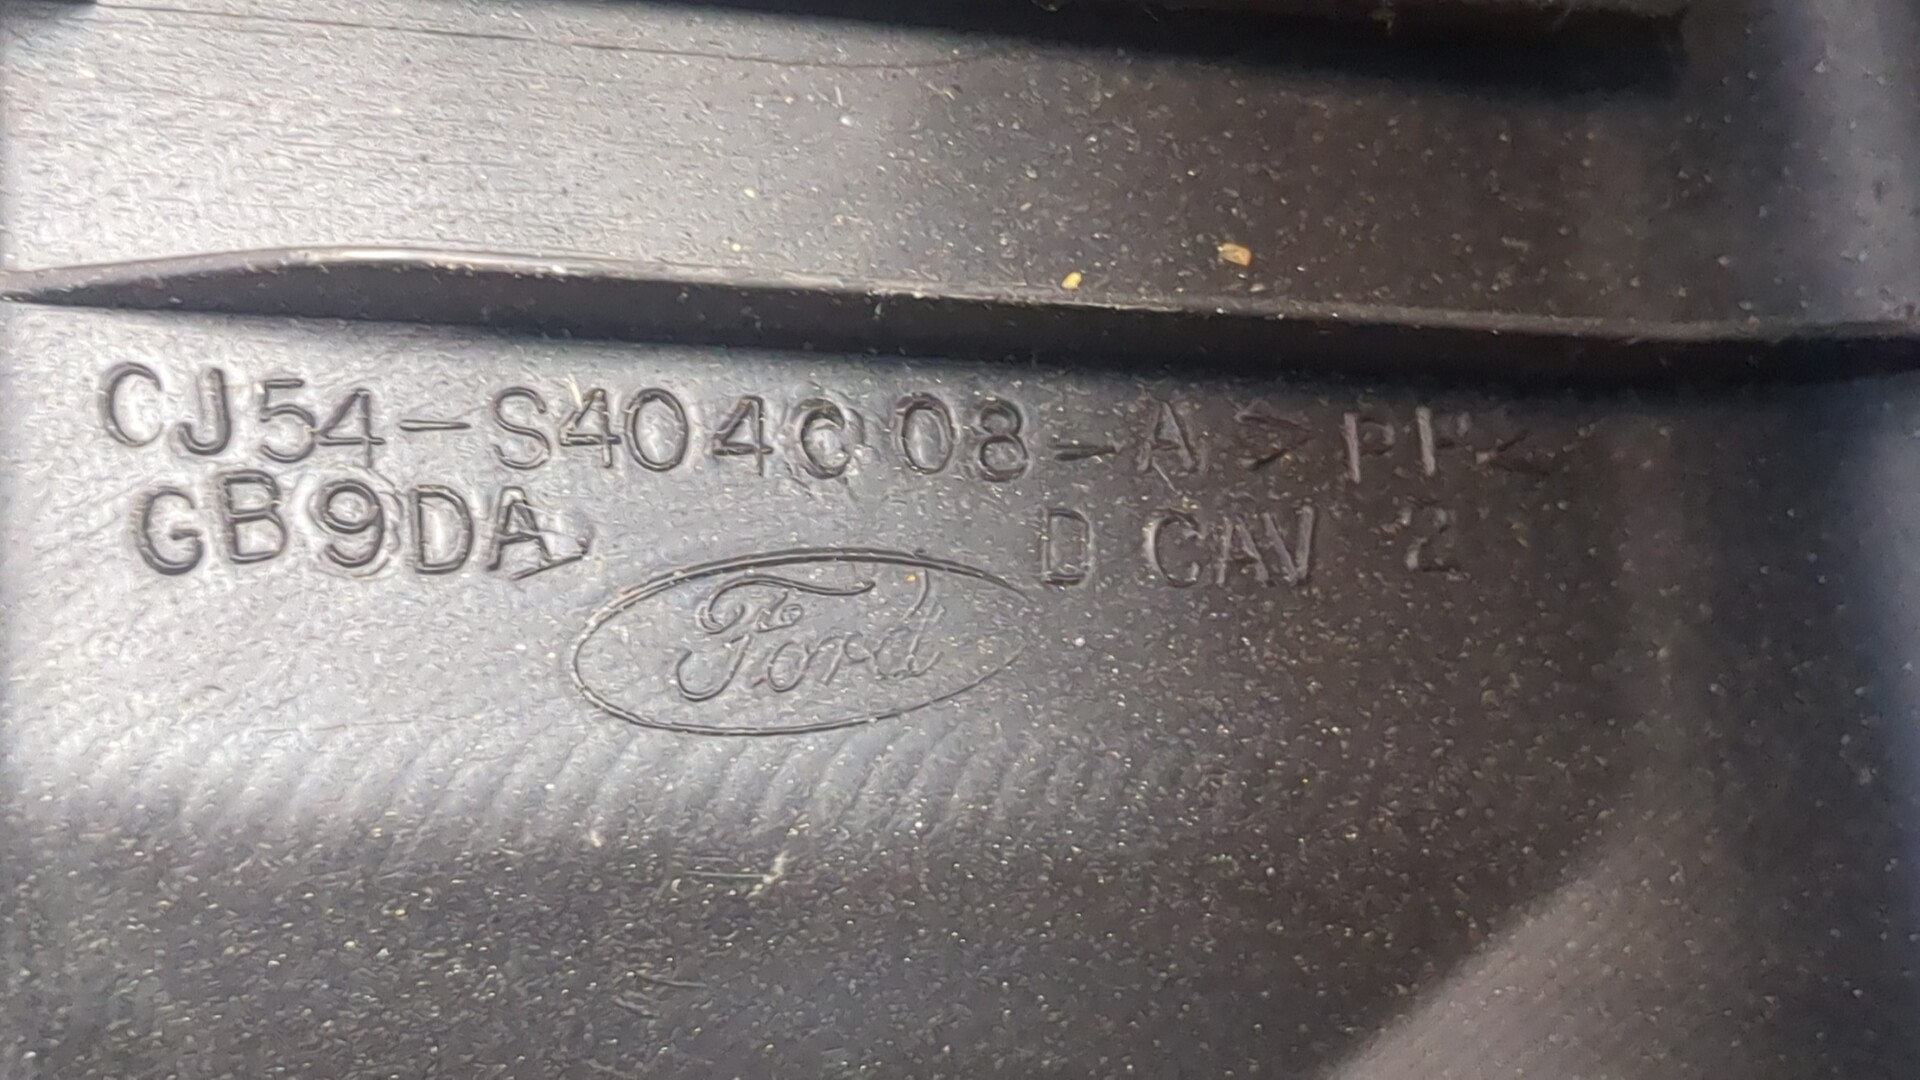 CJ54-S404C08-A >PP<
GB9DA D CAV 2
Ford